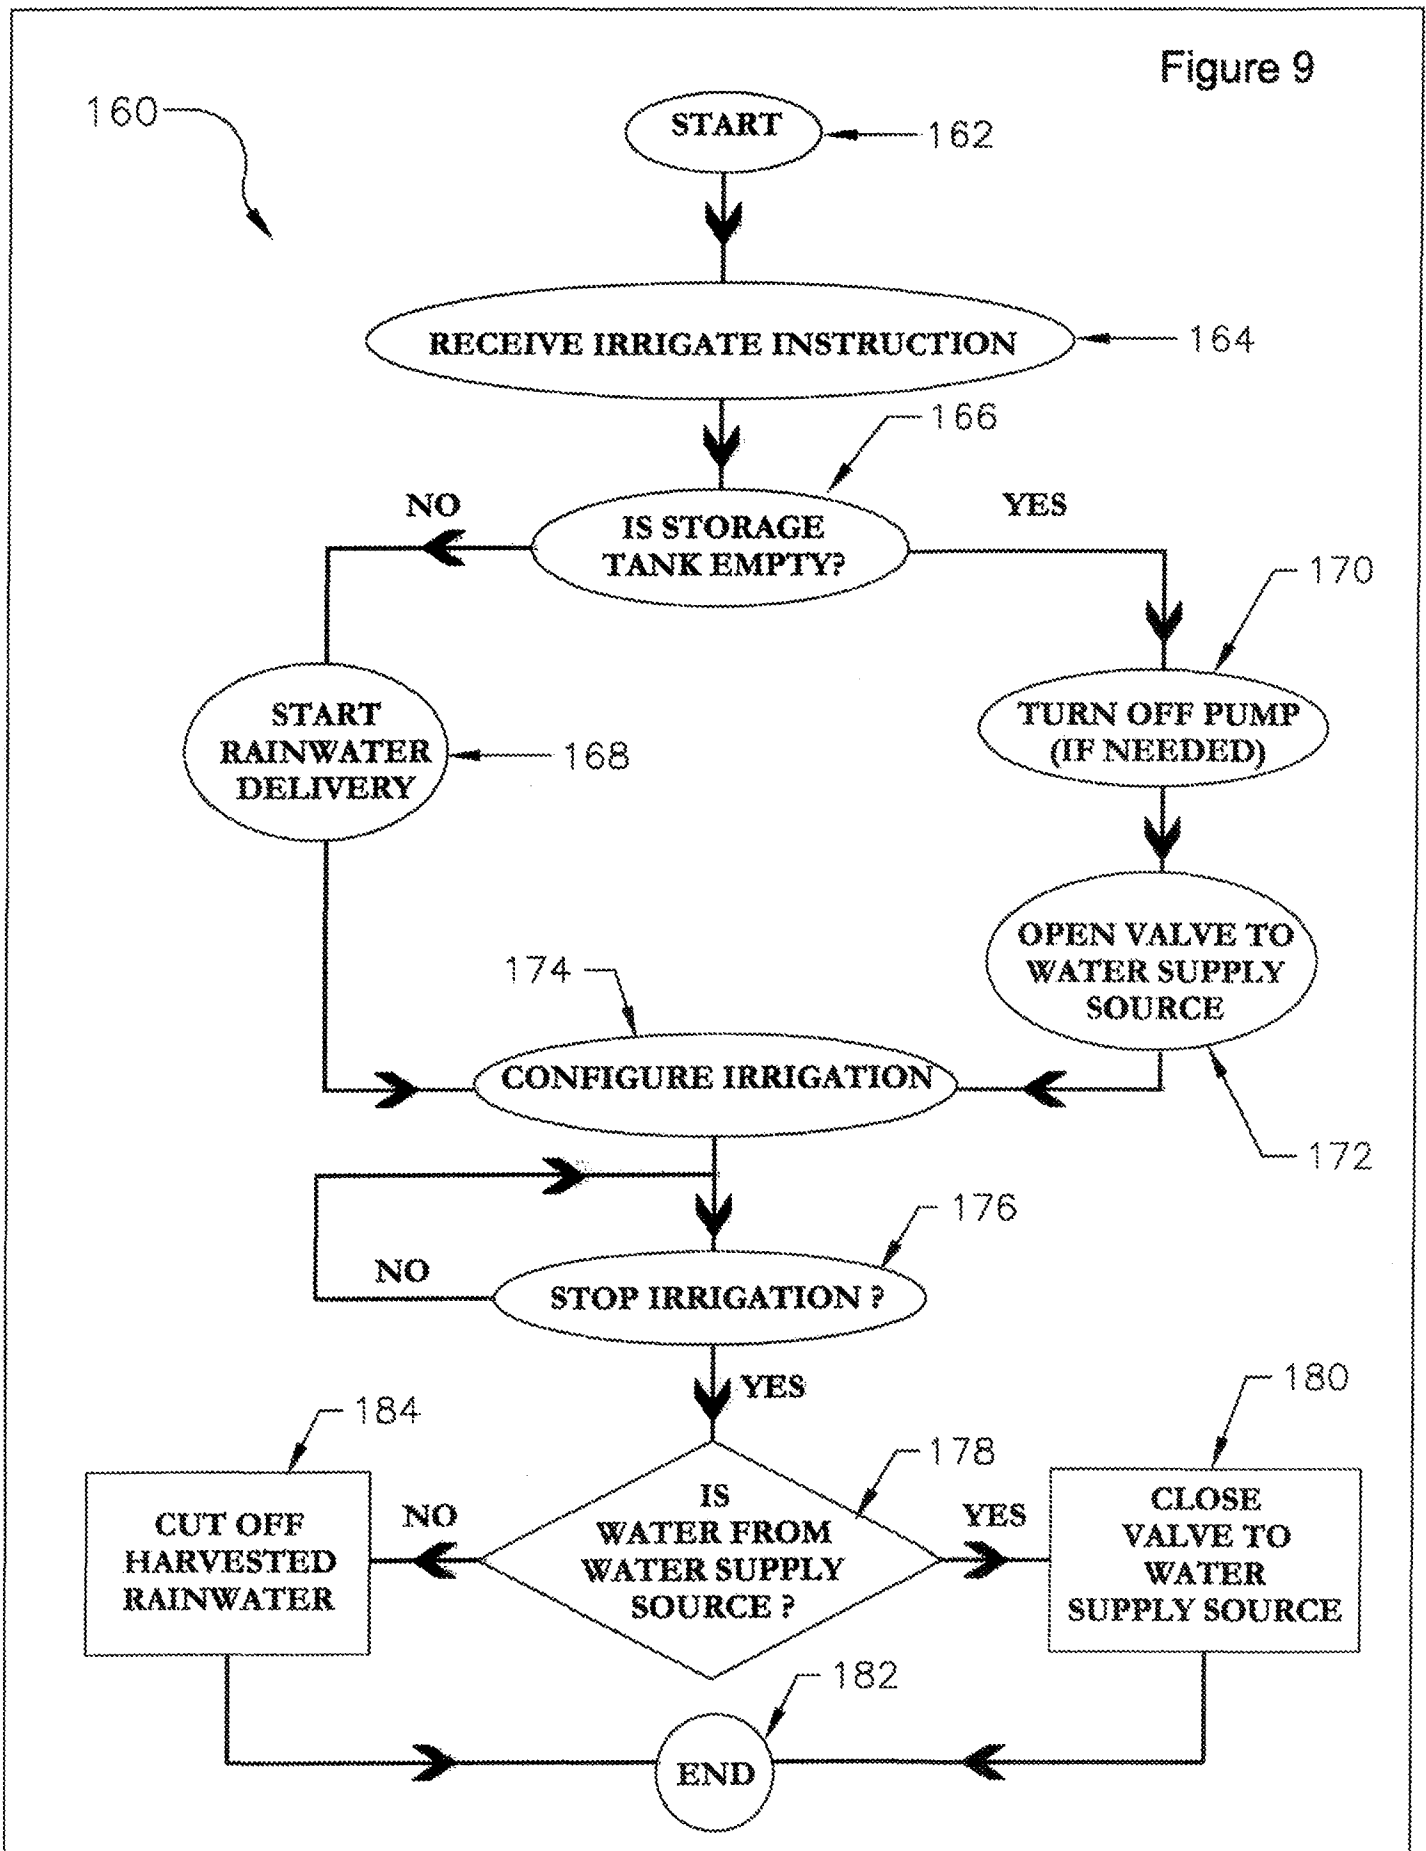 Figure 9
160
START
162
RECEIVE IRRIGATE INSTRUCTION
164
166
NO
IS STORAGE
TANK EMPTY?
YES
170
START
RAINWATER
DELIVERY
168
TURN OFF PUMP
(IF NEEDED)
OPEN VALVE TO
WATER SUPPLY
SOURCE
172
174
CONFIGURE IRRIGATION
176
NO
STOP IRRIGATION ?
YES
184
178
180
CUT OFF
HARVESTED
RAINWATER
NO
IS
WATER FROM
WATER SUPPLY
SOURCE ?
YES
CLOSE
VALVE TO
WATER
SUPPLY SOURCE
182
END